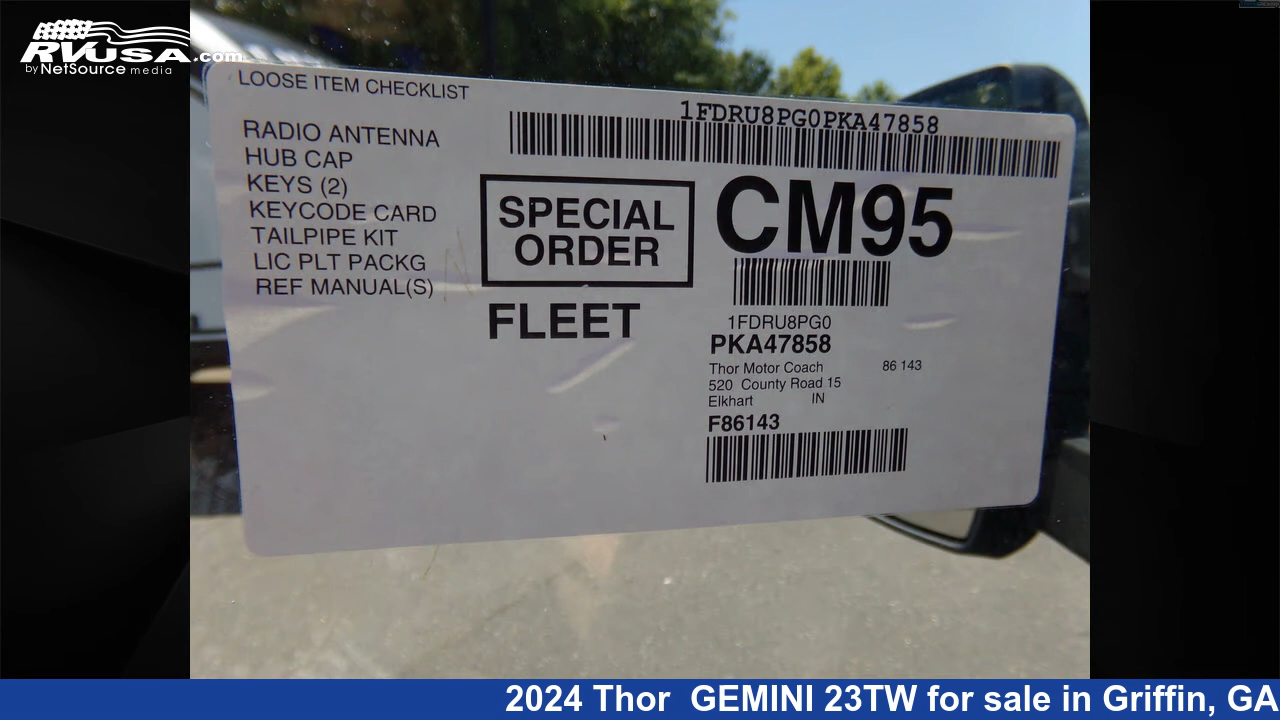 RVUSA.com
by NetSource media
LOOSE ITEM CHECKLIST
RADIO ANTENNA
HUB CAP
KEYS (2)
KEYCODE CARD
TAILPIPE KIT
LIC PLT PACKG
REF MANUAL(S)
1FDRU8PG0PKA47858
SPECIAL
ORDER
FLEET
CM95
1FDRU8PG0
PKA47858
Thor Motor Coach 86 143
520 County Road 15
Elkhart IN
F86143
2024 Thor GEMINI 23TW for sale in Griffin, GA